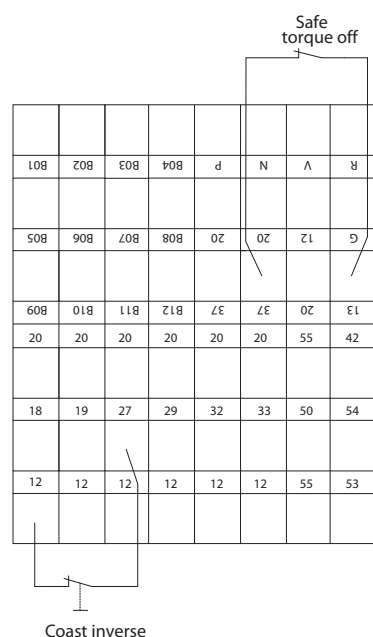 Safe
torque off
B01 B02 B03 B04 P N V R
B05 B06 B07 B08 20 20 12 G
B09 B10 B11 B12 37 37 20 13
20 20 20 20 20 20 55 42
18 19 27 29 32 33 50 54
12 12 12 12 12 12 55 53
Coast inverse